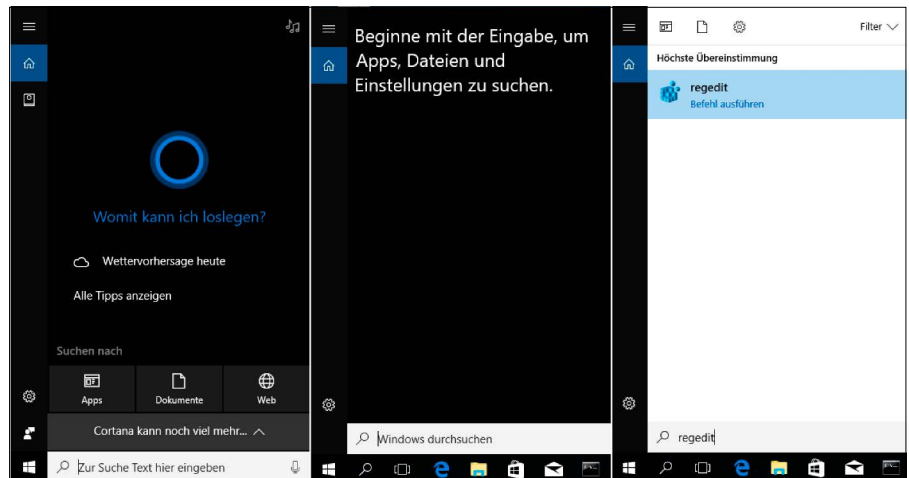 Womit kann ich loslegen?
Wettervorhersage heute
Alle Tipps anzeigen
Suchen nach
Apps
Dokumente
Web
Cortana kann noch viel mehr...
Zur Suche Text hier eingeben
Beginne mit der Eingabe, um
Apps, Dateien und
Einstellungen zu suchen.
Windows durchsuchen
Filter
Höchste Übereinstimmung
regedit
Befehl ausführen
regedit